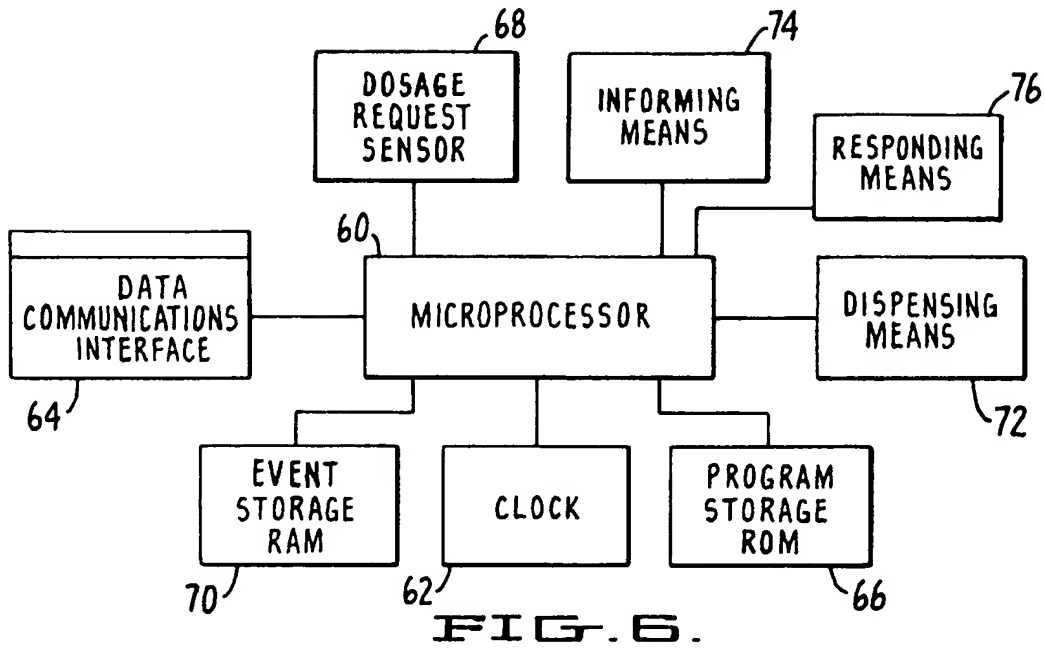 68
DOSAGE
REQUEST
SENSOR
74
INFORMING
MEANS
76
RESPONDING
MEANS
60
MICROPROCESSOR
DATA
COMMUNICATIONS
INTERFACE
64
DISPENSING
MEANS
72
EVENT
STORAGE
RAM
70
CLOCK
62
PROGRAM
STORAGE
ROM
66
FIG. 6.